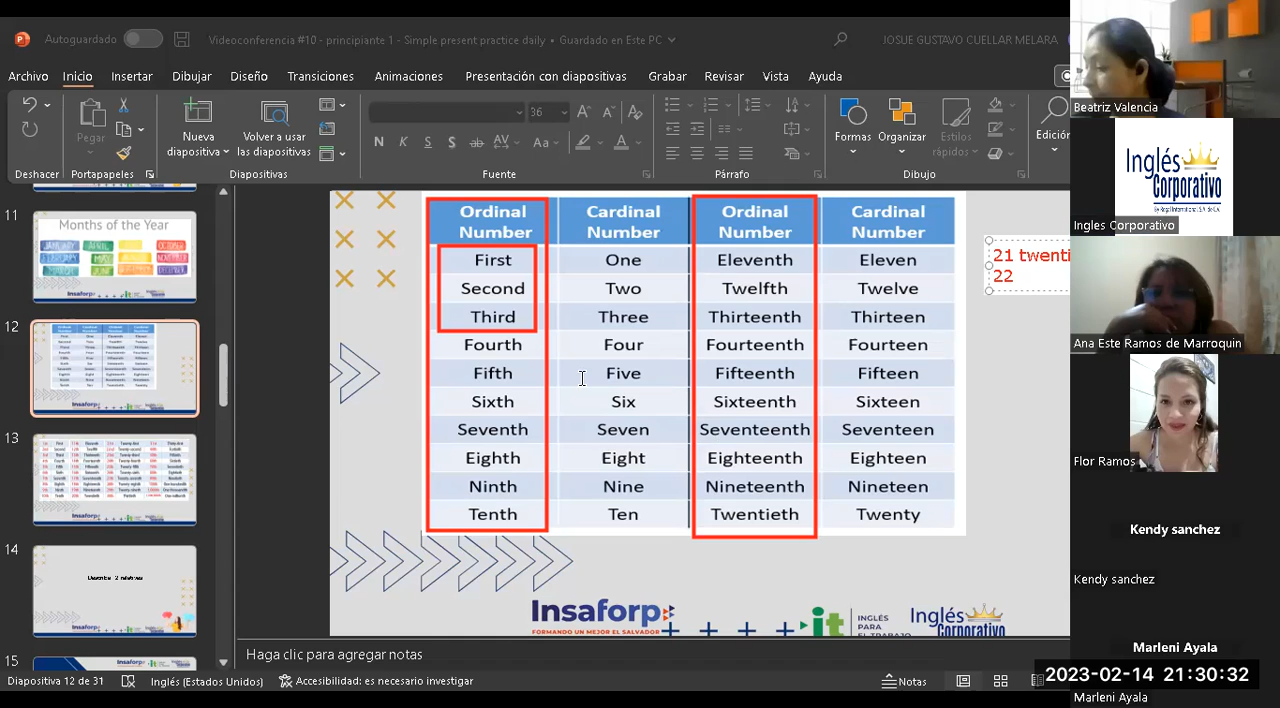 Autoguardado
Videoconferencia #10 - principiante 1 - Simple present practice daily • Guardado en Este PC
JOSUE GUSTAVO CUELLAR MELARA
Archivo Inicio Insertar Dibujar Diseño Transiciones Animaciones Presentación con diapositivas Grabar Revisar Vista Ayuda
Pegar
Nueva diapositiva
Volver a usar las diapositivas
36
N K S S ab AV Aa A
Formas Organizar Estilos rápidos Edición
Deshacer Portapapeles Diapositivas Fuente Párrafo Dibujo
11
Months of the Year
12
13
14
Describe 2 relatives
15
Ordinal Number Cardinal Number Ordinal Number Cardinal Number
First One Eleventh Eleven
Second Two Twelfth Twelve
Third Three Thirteenth Thirteen
Fourth Four Fourteenth Fourteen
Fifth Five Fifteenth Fifteen
Sixth Six Sixteenth Sixteen
Seventh Seven Seventeenth Seventeen
Eighth Eight Eighteenth Eighteen
Ninth Nine Nineteenth Nineteen
Tenth Ten Twentieth Twenty
21 twenti
22
Insaforp
FORMANDO UN MEJOR EL SALVADOR
it
INGLÉS
PARA
EL TRABAJO
Inglés
Corporativo
Haga clic para agregar notas
Diapositiva 12 de 31 Inglés (Estados Unidos) Accesibilidad: es necesario investigar Notas
Beatriz Valencia
Inglés
Corporativo
Ingles Corporativo
Ana Este Ramos de Marroquin
Flor Ramos
Kendy sanchez
Kendy sanchez
Marleni Ayala
2023-02-14 21:30:32
Marleni Ayala